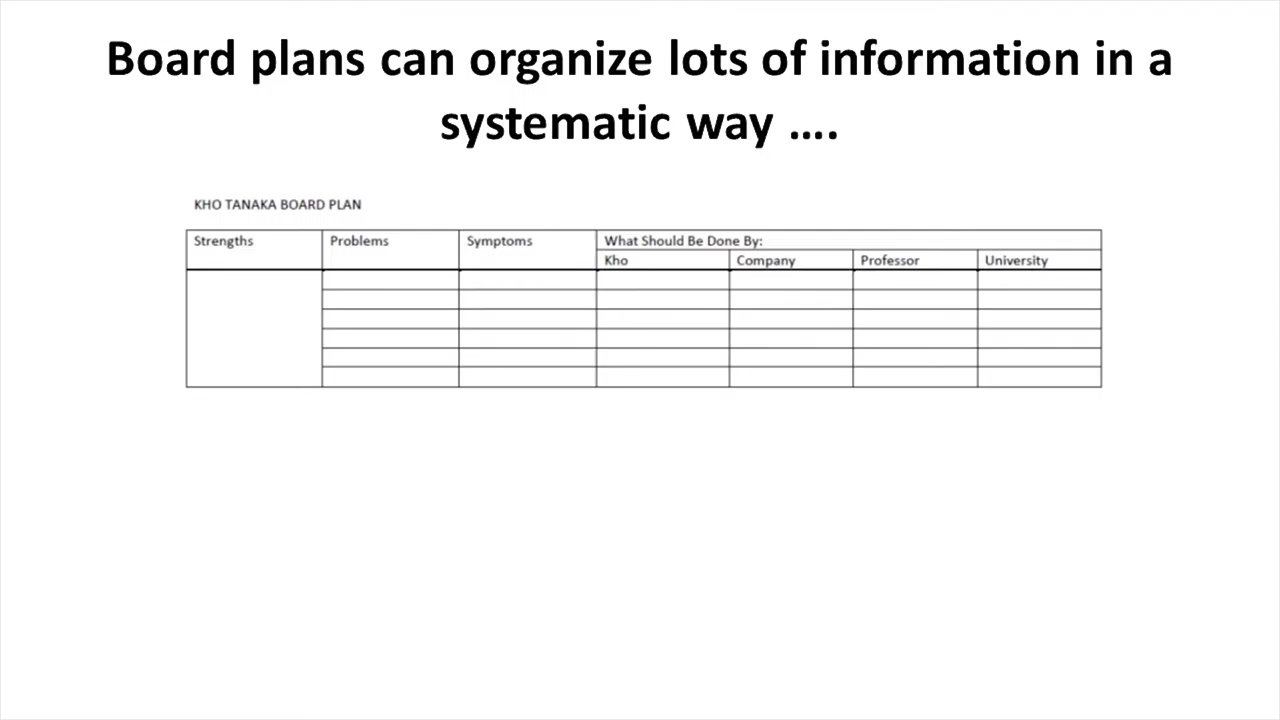 Board plans can organize lots of information in a
systematic way ....
KHO TANAKA BOARD PLAN
Strengths Problems Symptoms What Should Be Done By:
Kho Company Professor University